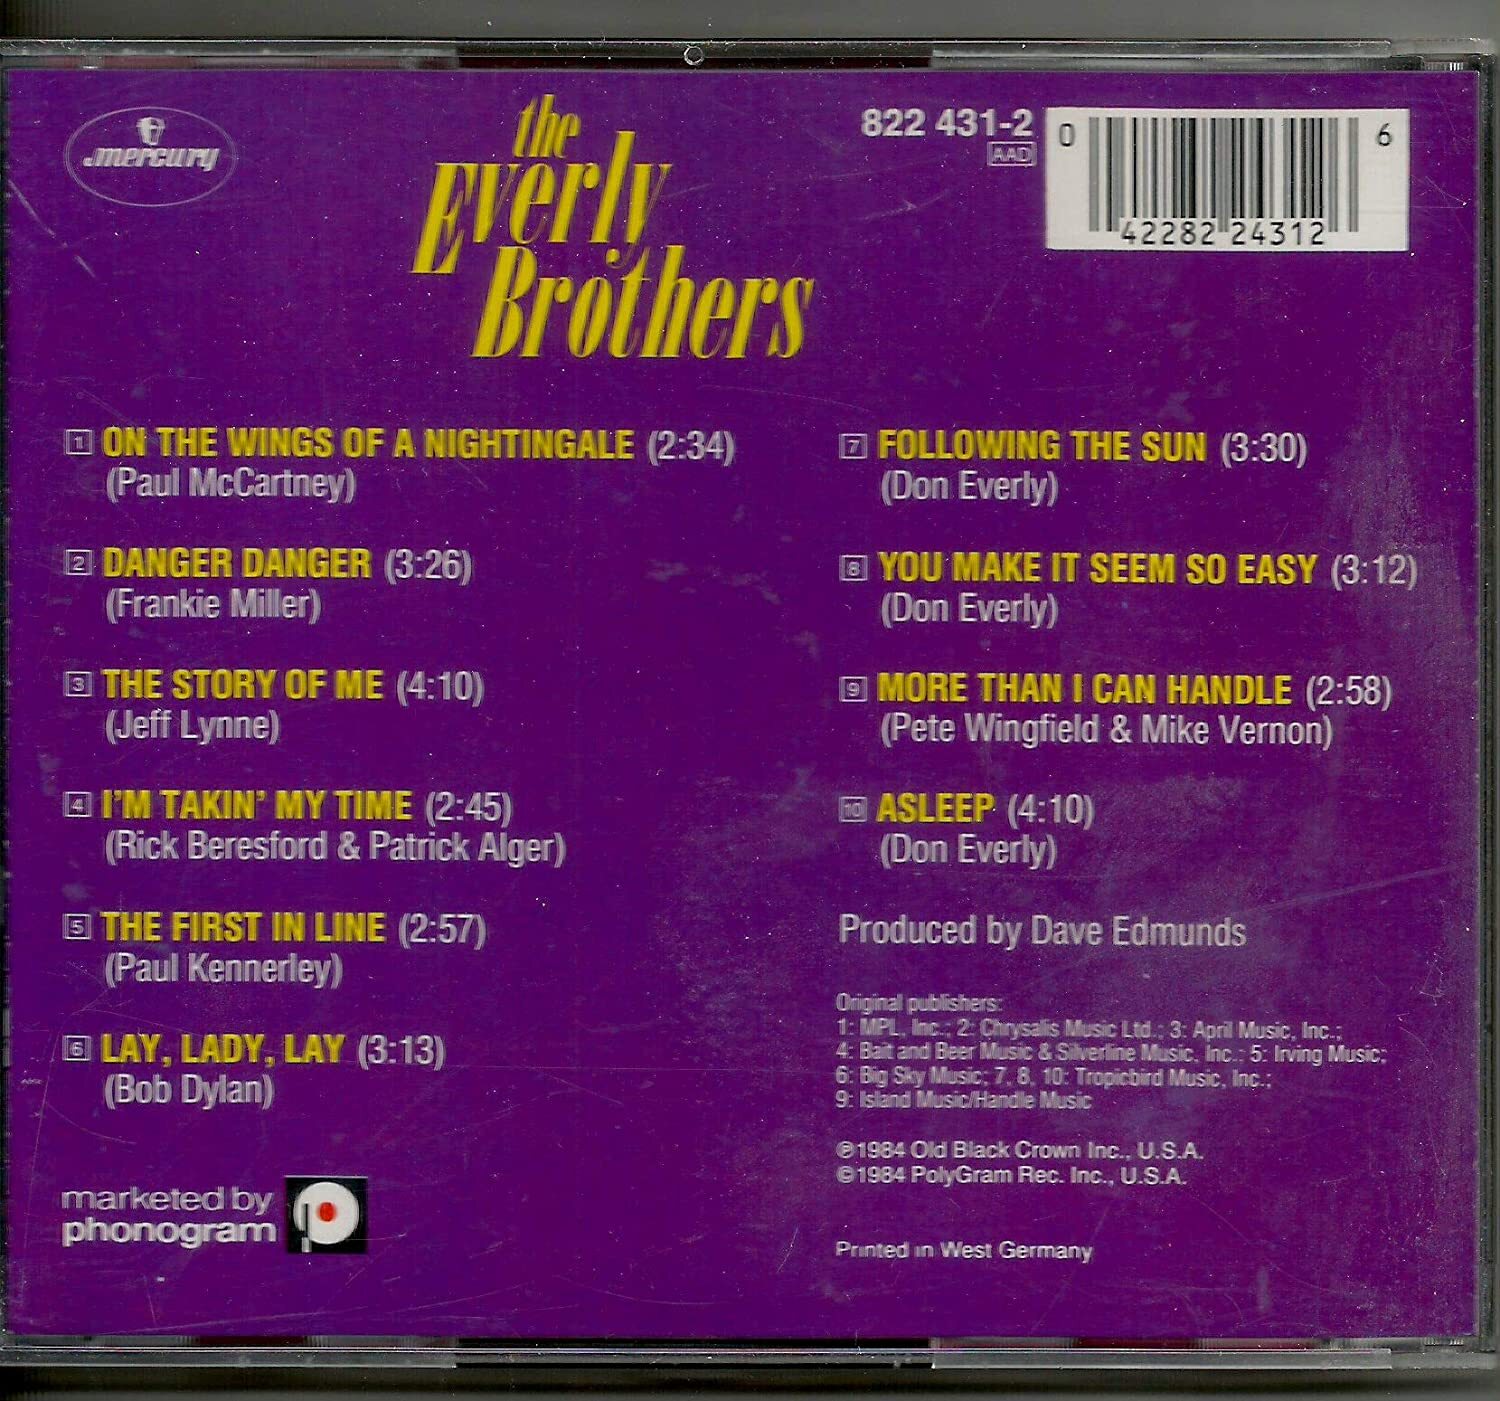 mercury
the
Everly
Brothers
822 431-2
AAD
0 42282 24312 6
1 ON THE WINGS OF A NIGHTINGALE (2:34)
(Paul McCartney)
2 DANGER DANGER (3:26)
(Frankie Miller)
3 THE STORY OF ME (4:10)
(Jeff Lynne)
4 I'M TAKIN' MY TIME (2:45)
(Rick Beresford & Patrick Alger)
5 THE FIRST IN LINE (2:57)
(Paul Kennerley)
6 LAY, LADY, LAY (3:13)
(Bob Dylan)
marketed by
phonogram
7 FOLLOWING THE SUN (3:30)
(Don Everly)
8 YOU MAKE IT SEEM SO EASY (3:12)
(Don Everly)
9 MORE THAN I CAN HANDLE (2:58)
(Pete Wingfield & Mike Vernon)
10 ASLEEP (4:10)
(Don Everly)
Produced by Dave Edmunds
Original publishers:
1: MPL, Inc.; 2: Chrysalis Music Ltd.; 3: April Music, Inc.;
4: Bait and Beer Music & Silverline Music, Inc.; 5: Irving Music;
6: Big Sky Music; 7, 8, 10: Tropicbird Music, Inc.;
9: Island Music/Handle Music
℗1984 Old Black Crown Inc., U.S.A.
©1984 PolyGram Rec. Inc., U.S.A.
Printed in West Germany